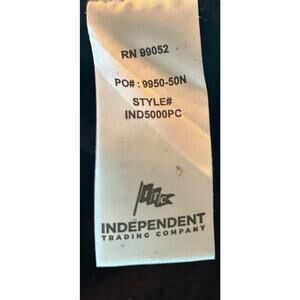 RN 99052
PO# : 9950-50N
STYLE#
IND5000PC
ITC
INDEPENDENT
TRADING COMPANY